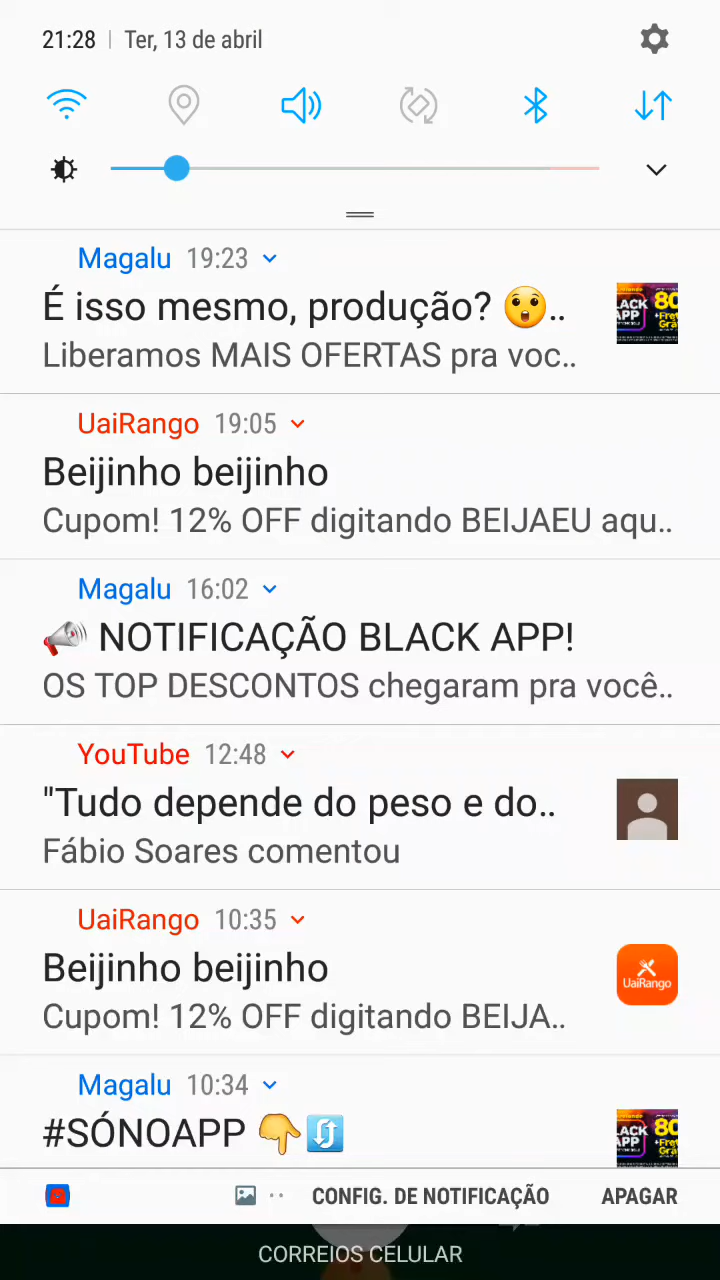 21:28 | Ter, 13 de abril
Magalu 19:23
É isso mesmo, produção? 😲..
Liberamos MAIS OFERTAS pra voc..
UaiRango 19:05
Beijinho beijinho
Cupom! 12% OFF digitando BEIJAEU aqu..
Magalu 16:02
📢 NOTIFICAÇÃO BLACK APP!
OS TOP DESCONTOS chegaram pra você..
YouTube 12:48
"Tudo depende do peso e do..
Fábio Soares comentou
UaiRango 10:35
Beijinho beijinho
UaiRango
Cupom! 12% OFF digitando BEIJA..
Magalu 10:34
#SÓNOAPP 👇🔃
CONFIG. DE NOTIFICAÇÃO APAGAR
CORREIOS CELULAR